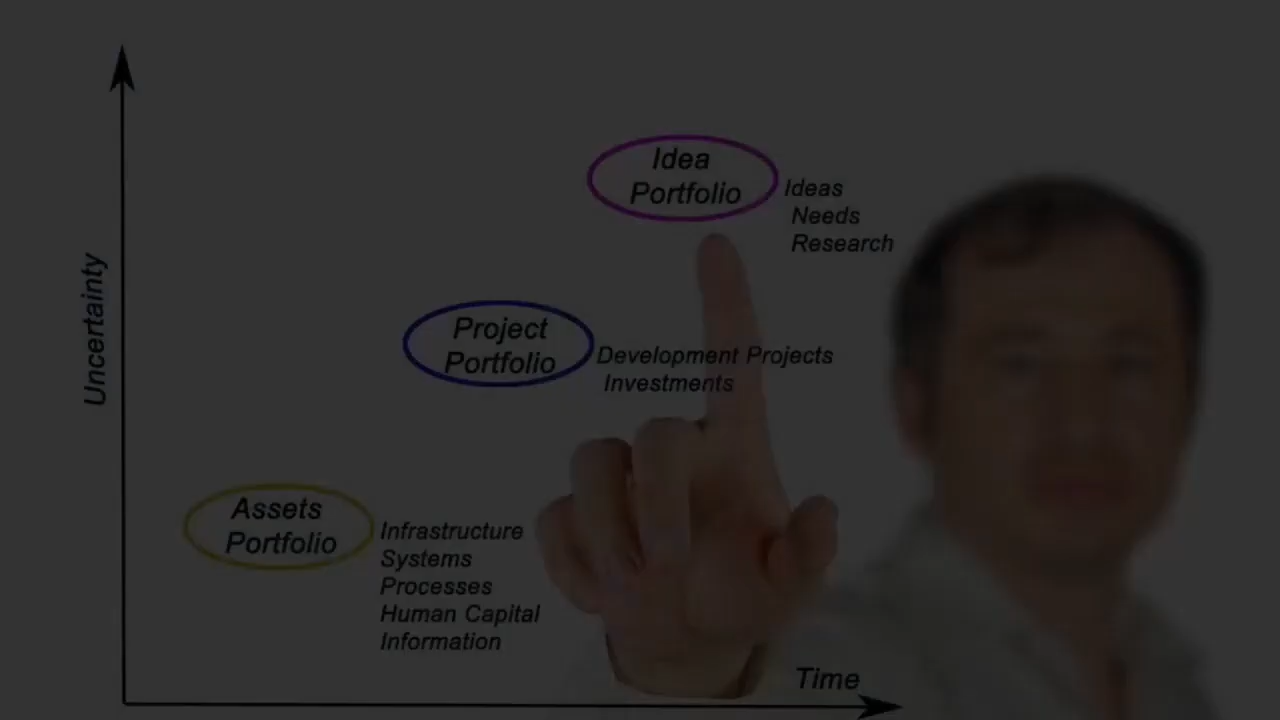 Idea
Portfolio
Ideas
Needs
Research
Project
Portfolio
Development Projects
Investments
Uncertainty
Assets
Portfolio
Infrastructure
Systems
Processes
Human Capital
Information
Time